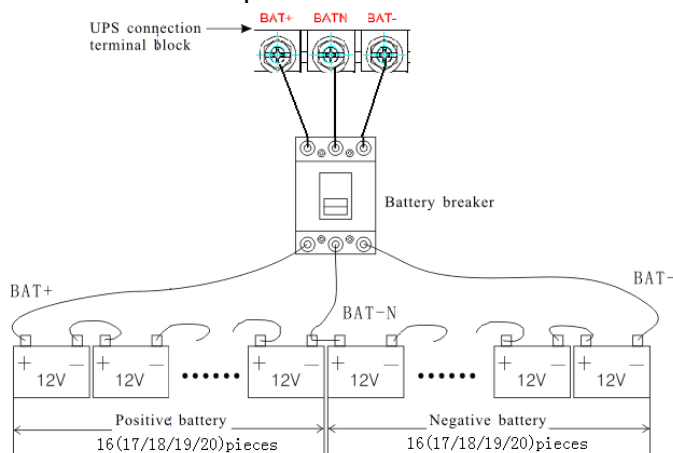 BAT+ BATN BAT-
UPS connection
terminal block
Battery breaker
BAT+
BAT-
BAT-N
+ — + — + — + — + — + —
12V 12V 12V 12V 12V 12V
Positive battery
Negative battery
16(17/18/19/20)pieces
16(17/18/19/20)pieces